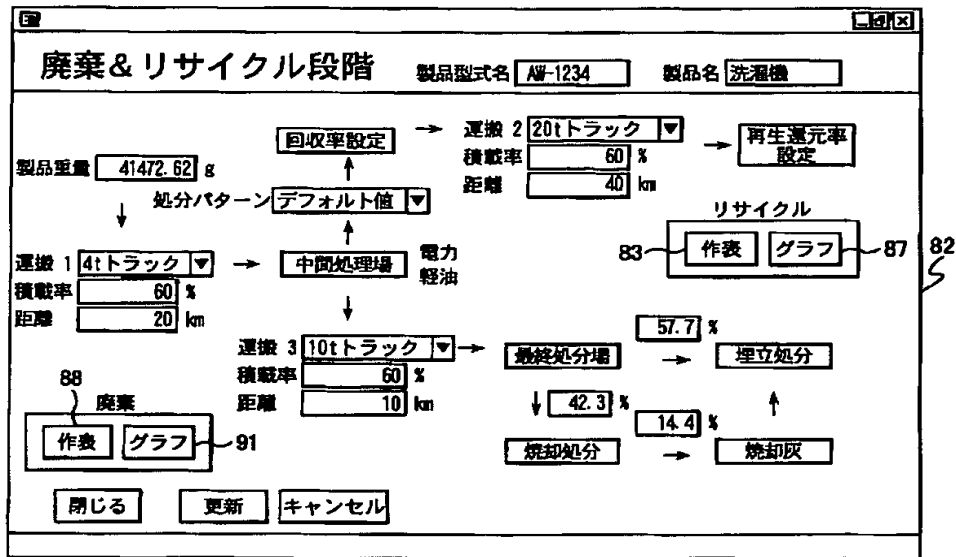 廃棄&リサイクル段階 製品型式名 AW-1234 製品名 洗濯機
回収率設定
運搬 2 20tトラック
積載率 60 %
距離 40 km
再生還元率
設定
製品重量 41472.62 g
処分パターン デフォルト値
リサイクル
83 作表 グラフ 87 82
運搬 1 4tトラック
積載率 60 %
距離 20 km
中間処理場
電力
軽油
運搬 3 10tトラック
積載率 60 %
距離 10 km
最終処分場
57.7 %
埋立処分
42.3 %
14.4 %
焼却処分
焼却灰
88
廃棄
作表 グラフ 91
閉じる 更新 キャンセル